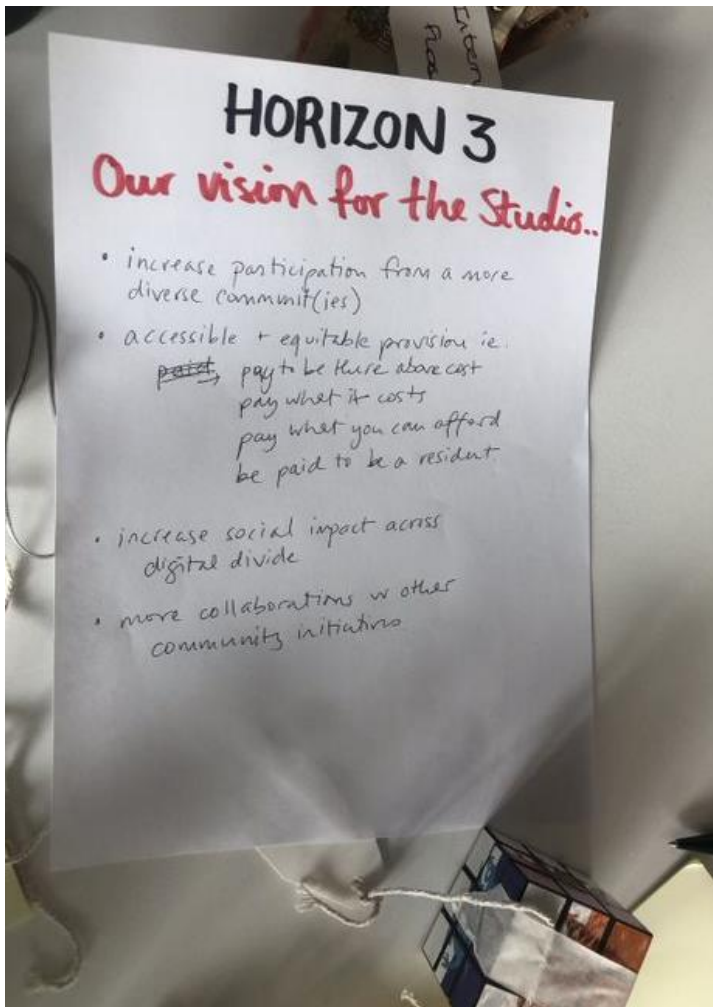 Intern
HORIZON 3
Our vision for the Studio..
• increase participation from a more
diverse communit(ies)
• accessible + equitable provision ie.
paid, pay to be there above cost
pay what it costs
pay what you can afford
be paid to be a resident
• increase social impact across
digital divide
• more collaborations w other
community initiatives